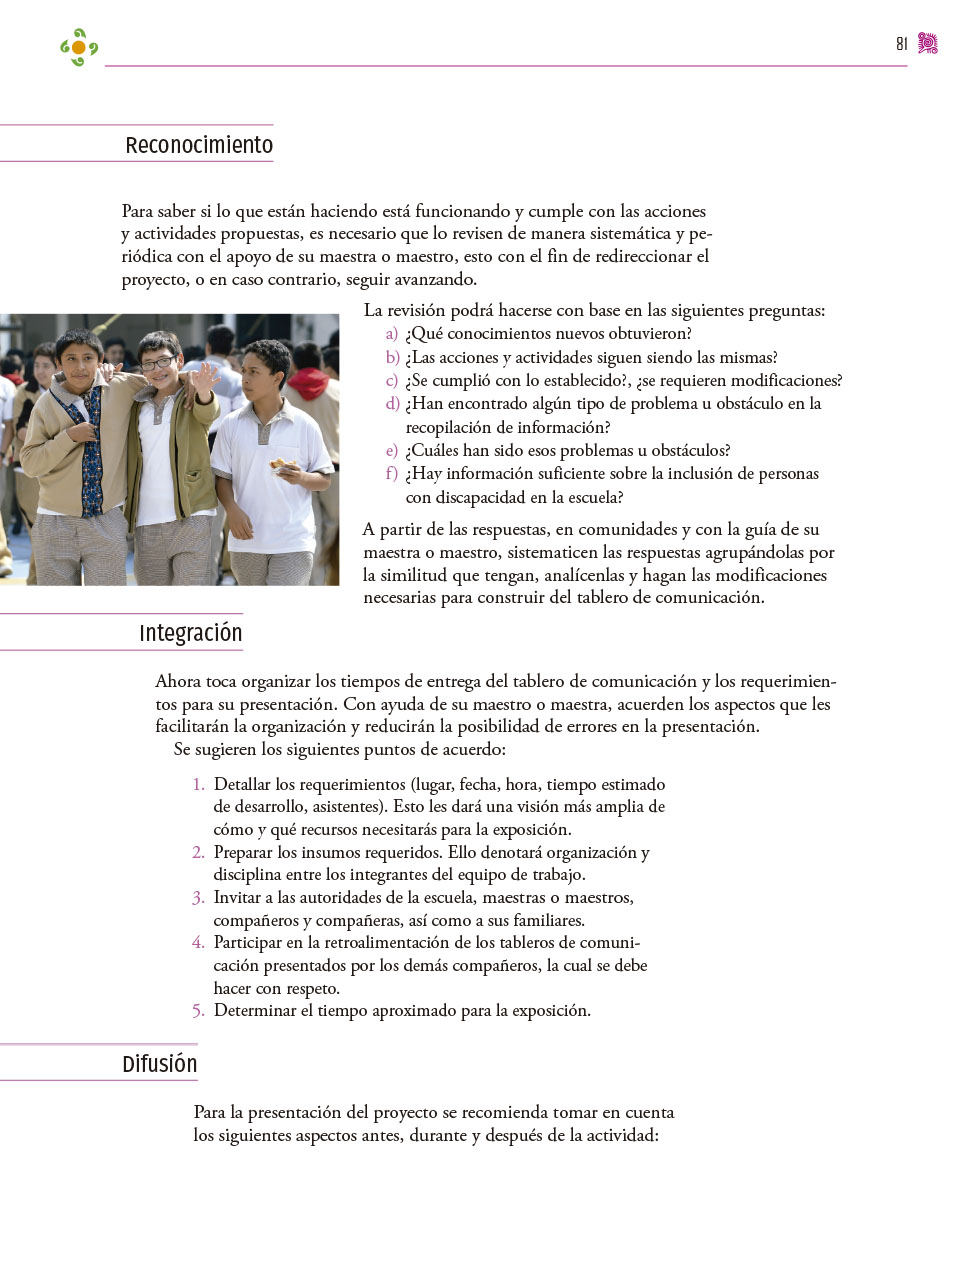 81
Reconocimiento
Para saber si lo que están haciendo está funcionando y cumple con las acciones
y actividades propuestas, es necesario que lo revisen de manera sistemática y pe-
riódica con el apoyo de su maestra o maestro, esto con el fin de redireccionar el
proyecto, o en caso contrario, seguir avanzando.
La revisión podrá hacerse con base en las siguientes preguntas:
a) ¿Qué conocimientos nuevos obtuvieron?
b) ¿Las acciones y actividades siguen siendo las mismas?
c) ¿Se cumplió con lo establecido?, ¿se requieren modificaciones?
d) ¿Han encontrado algún tipo de problema u obstáculo en la
recopilación de información?
e) ¿Cuáles han sido esos problemas u obstáculos?
f) ¿Hay información suficiente sobre la inclusión de personas
con discapacidad en la escuela?
A partir de las respuestas, en comunidades y con la guía de su
maestra o maestro, sistematicen las respuestas agrupándolas por
la similitud que tengan, analícenlas y hagan las modificaciones
necesarias para construir del tablero de comunicación.
Integración
Ahora toca organizar los tiempos de entrega del tablero de comunicación y los requerimien-
tos para su presentación. Con ayuda de su maestro o maestra, acuerden los aspectos que les
facilitarán la organización y reducirán la posibilidad de errores en la presentación.
Se sugieren los siguientes puntos de acuerdo:
1. Detallar los requerimientos (lugar, fecha, hora, tiempo estimado
de desarrollo, asistentes). Esto les dará una visión más amplia de
cómo y qué recursos necesitarás para la exposición.
2. Preparar los insumos requeridos. Ello denotará organización y
disciplina entre los integrantes del equipo de trabajo.
3. Invitar a las autoridades de la escuela, maestras o maestros,
compañeros y compañeras, así como a sus familiares.
4. Participar en la retroalimentación de los tableros de comuni-
cación presentados por los demás compañeros, la cual se debe
hacer con respeto.
5. Determinar el tiempo aproximado para la exposición.
Difusión
Para la presentación del proyecto se recomienda tomar en cuenta
los siguientes aspectos antes, durante y después de la actividad: